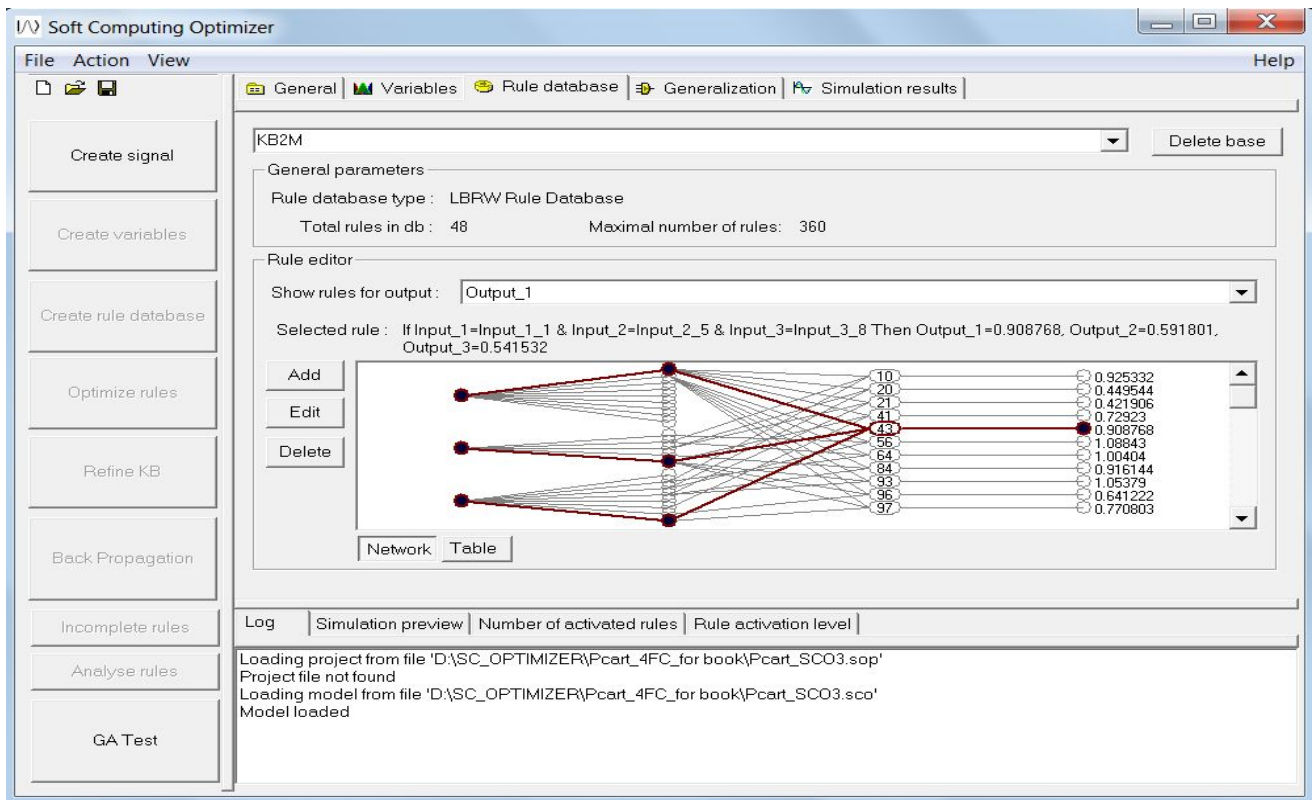 Soft Computing Optimizer
File Action View Help
General Variables Rule database Generalization Simulation results
Create signal
Create variables
Create rule database
Optimize rules
Refine KB
Back Propagation
Incomplete rules
Analyse rules
GA Test
KB2M Delete base
General parameters
Rule database type : LBRW Rule Database
Total rules in db : 48 Maximal number of rules: 360
Rule editor
Show rules for output : Output_1
Selected rule : If Input_1=Input_1_1 & Input_2=Input_2_5 & Input_3=Input_3_8 Then Output_1=0.908768, Output_2=0.591801,
Output_3=0.541532
Add
Edit
Delete
10 0.925332
20 0.449544
21 0.421906
41 0.72923
43 0.908768
56 1.08843
64 1.00404
84 0.916144
93 1.05379
96 0.641222
97 0.770803
Network Table
Log Simulation preview Number of activated rules Rule activation level
Loading project from file 'D:\SC_OPTIMIZER\Pcart_4FC_for book\Pcart_SCO3.sop'
Project file not found
Loading model from file 'D:\SC_OPTIMIZER\Pcart_4FC_for book\Pcart_SCO3.sco'
Model loaded